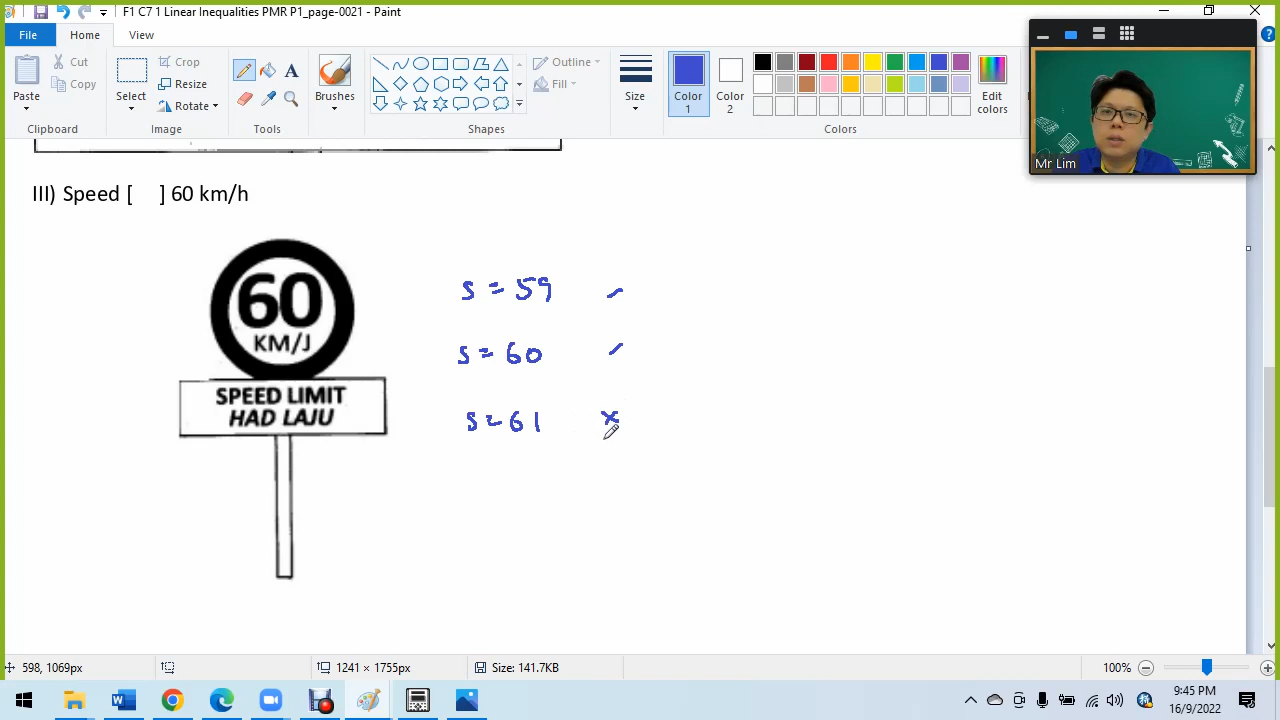 F1 C7 1 Linear Inequalities PMR P1_page-0021 - Paint
File Home View
Paste Cut Copy Clipboard
Select Crop Resize Rotate Image
A Tools
Brushes
Outline Fill Shapes
Size
Color 1 Color 2 Edit colors Colors
Mr Lim
III) Speed [ ] 60 km/h
60
KM/J
SPEED LIMIT
HAD LAJU
s = 59
s = 60
s = 61 x
598, 1069px 1241 × 1755px Size: 141.7KB 100%
9:45 PM
16/9/2022